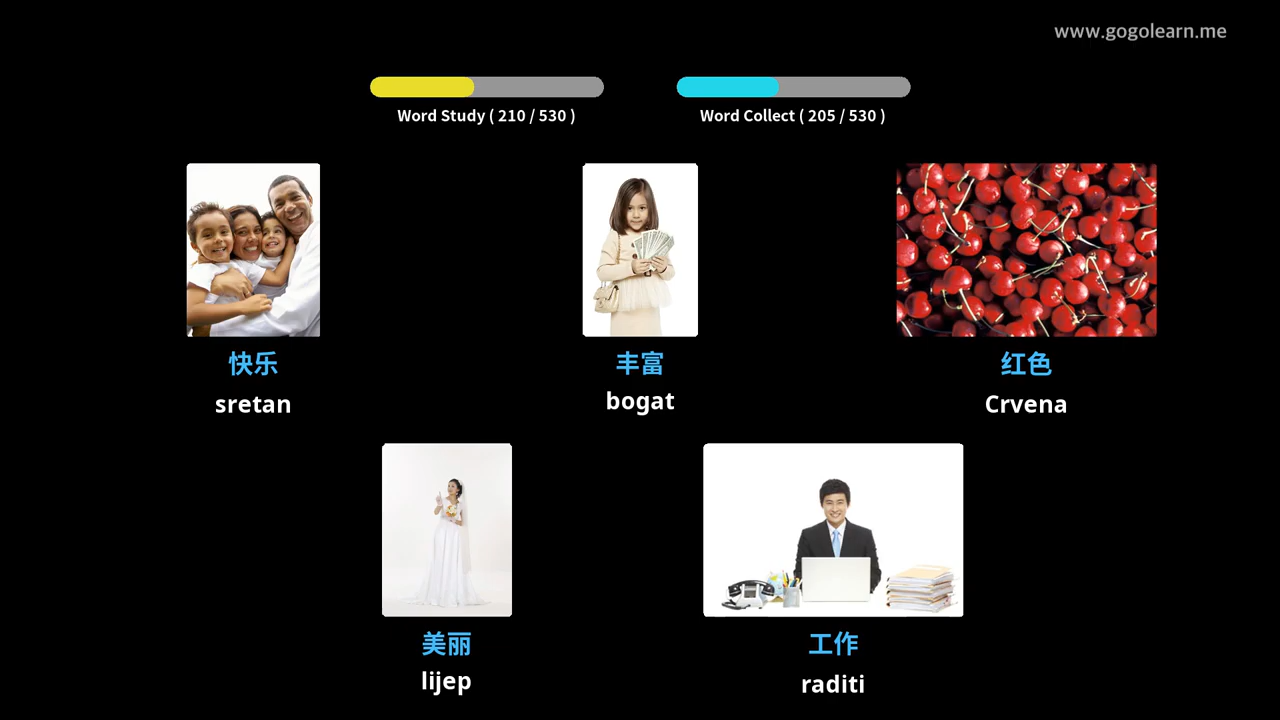 www.gogolearn.me
Word Study ( 210 / 530 )
Word Collect ( 205 / 530 )
快乐
丰富
红色
sretan
bogat
Crvena
美丽
工作
lijep
raditi